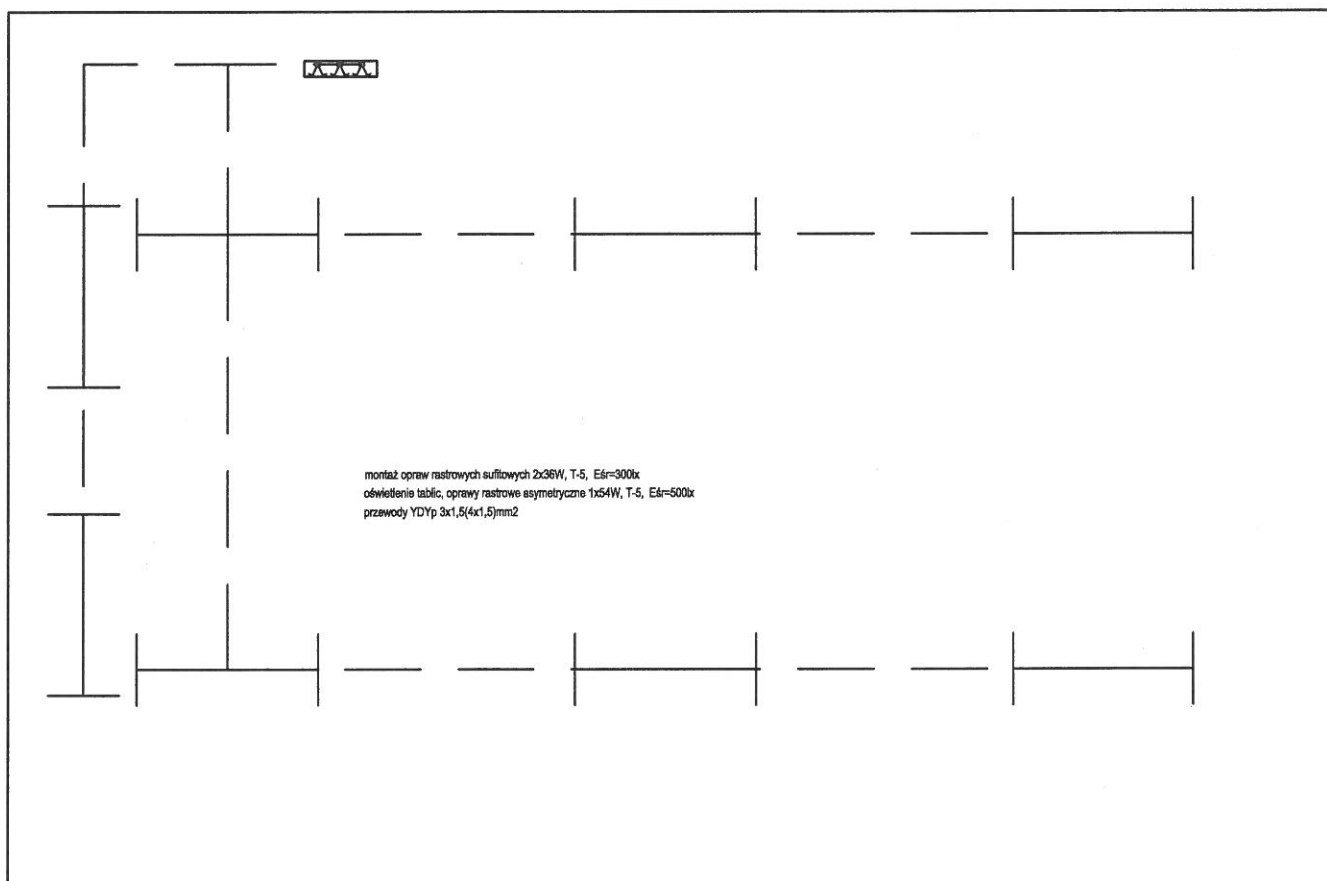 montaż opraw rastrowych sufitowych 2x36W, T-5, Eśr=300lx
oświetlenie tablic, oprawy rastrowe asymetryczne 1x54W, T-5, Eśr=500lx
przewody YDYp 3x1,5(4x1,5)mm2